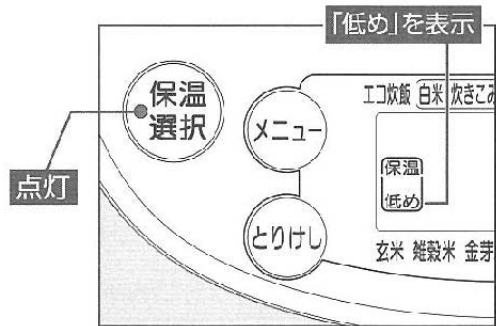 「低め」を表示
保温
選択
メニュー
エコ炊飯 白米 炊きこみ
保温
低め
点灯
とりけし
玄米 雑穀米 金芽